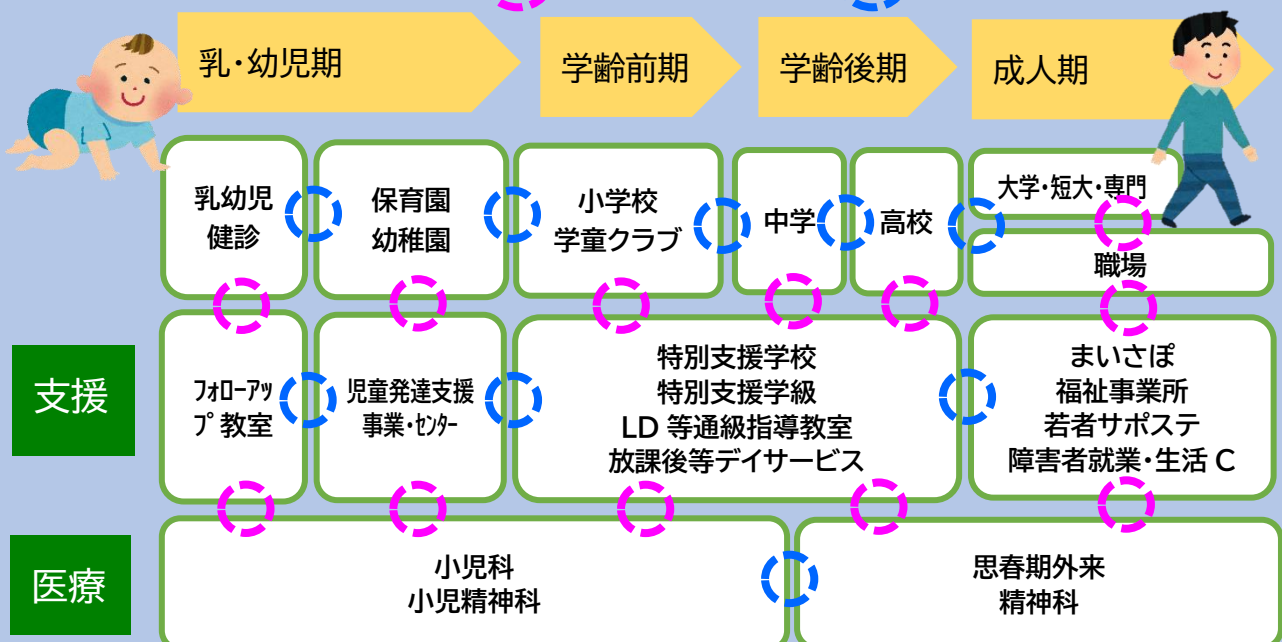 乳・幼児期
学齢前期
学齢後期
成人期
乳幼児
健診
保育園
幼稚園
小学校
学童クラブ
中学
高校
大学・短大・専門
職場
支援
フォローアッ
プ教室
児童発達支援
事業・センター
特別支援学校
特別支援学級
LD 等通級指導教室
放課後等デイサービス
まいさぽ
福祉事業所
若者サポステ
障害者就業・生活 C
医療
小児科
小児精神科
思春期外来
精神科